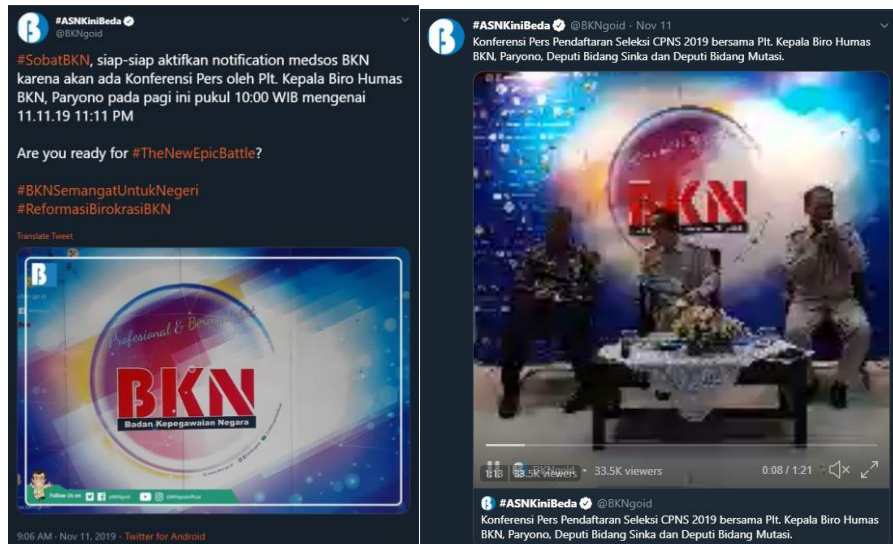 #ASNKiniBeda
@BKNgoid
#SobatBKN, siap-siap aktifkan notification medsos BKN
karena akan ada Konferensi Pers oleh Plt. Kepala Biro Humas
BKN, Paryono pada pagi ini pukul 10:00 WIB mengenai
11.11.19 11:11 PM
Are you ready for #TheNewEpicBattle?
#BKNSemangatUntukNegeri
#ReformasiBirokrasiBKN
Translate Tweet
Profesional &
BKN
Badan Kepegawaian Negara
Follow Us on
9:06 AM · Nov 11, 2019 · Twitter for Android
#ASNKiniBeda @BKNgoid · Nov 11
Konferensi Pers Pendaftaran Seleksi CPNS 2019 bersama Plt. Kepala Biro Humas
BKN, Paryono, Deputi Bidang Sinka dan Deputi Bidang Mutasi.
BKN
1:13 33.5K viewers
BKNgoid · 33.5K viewers
0:08 / 1:21
#ASNKiniBeda @BKNgoid
Konferensi Pers Pendaftaran Seleksi CPNS 2019 bersama Plt. Kepala Biro Humas
BKN, Paryono, Deputi Bidang Sinka dan Deputi Bidang Mutasi.